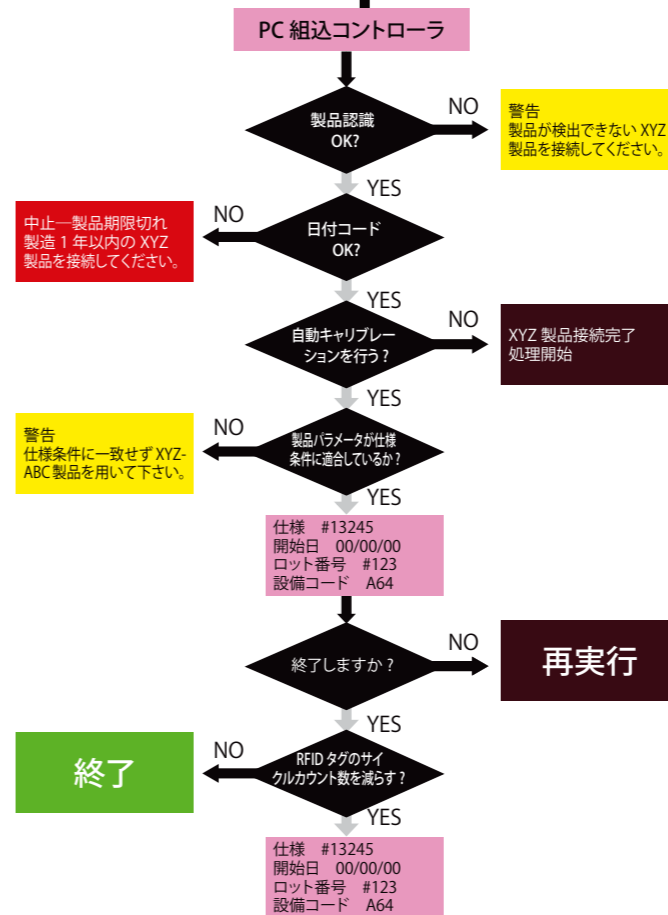 PC 組込コントローラ
製品認識
OK?
NO
警告
製品が検出できない XYZ
製品を接続してください。
YES
日付コード
OK?
NO
中止―製品期限切れ
製造 1 年以内の XYZ
製品を接続してください。
YES
自動キャリブレー
ションを行う?
NO
XYZ 製品接続完了
処理開始
YES
製品パラメータが仕様
条件に適合しているか?
NO
警告
仕様条件に一致せず XYZ-
ABC 製品を用いて下さい。
YES
仕様 #13245
開始日 00/00/00
ロット番号 #123
設備コード A64
終了しますか?
NO
再実行
YES
RFID タグのサイ
クルカウント数を減らす?
NO
終了
YES
仕様 #13245
開始日 00/00/00
ロット番号 #123
設備コード A64